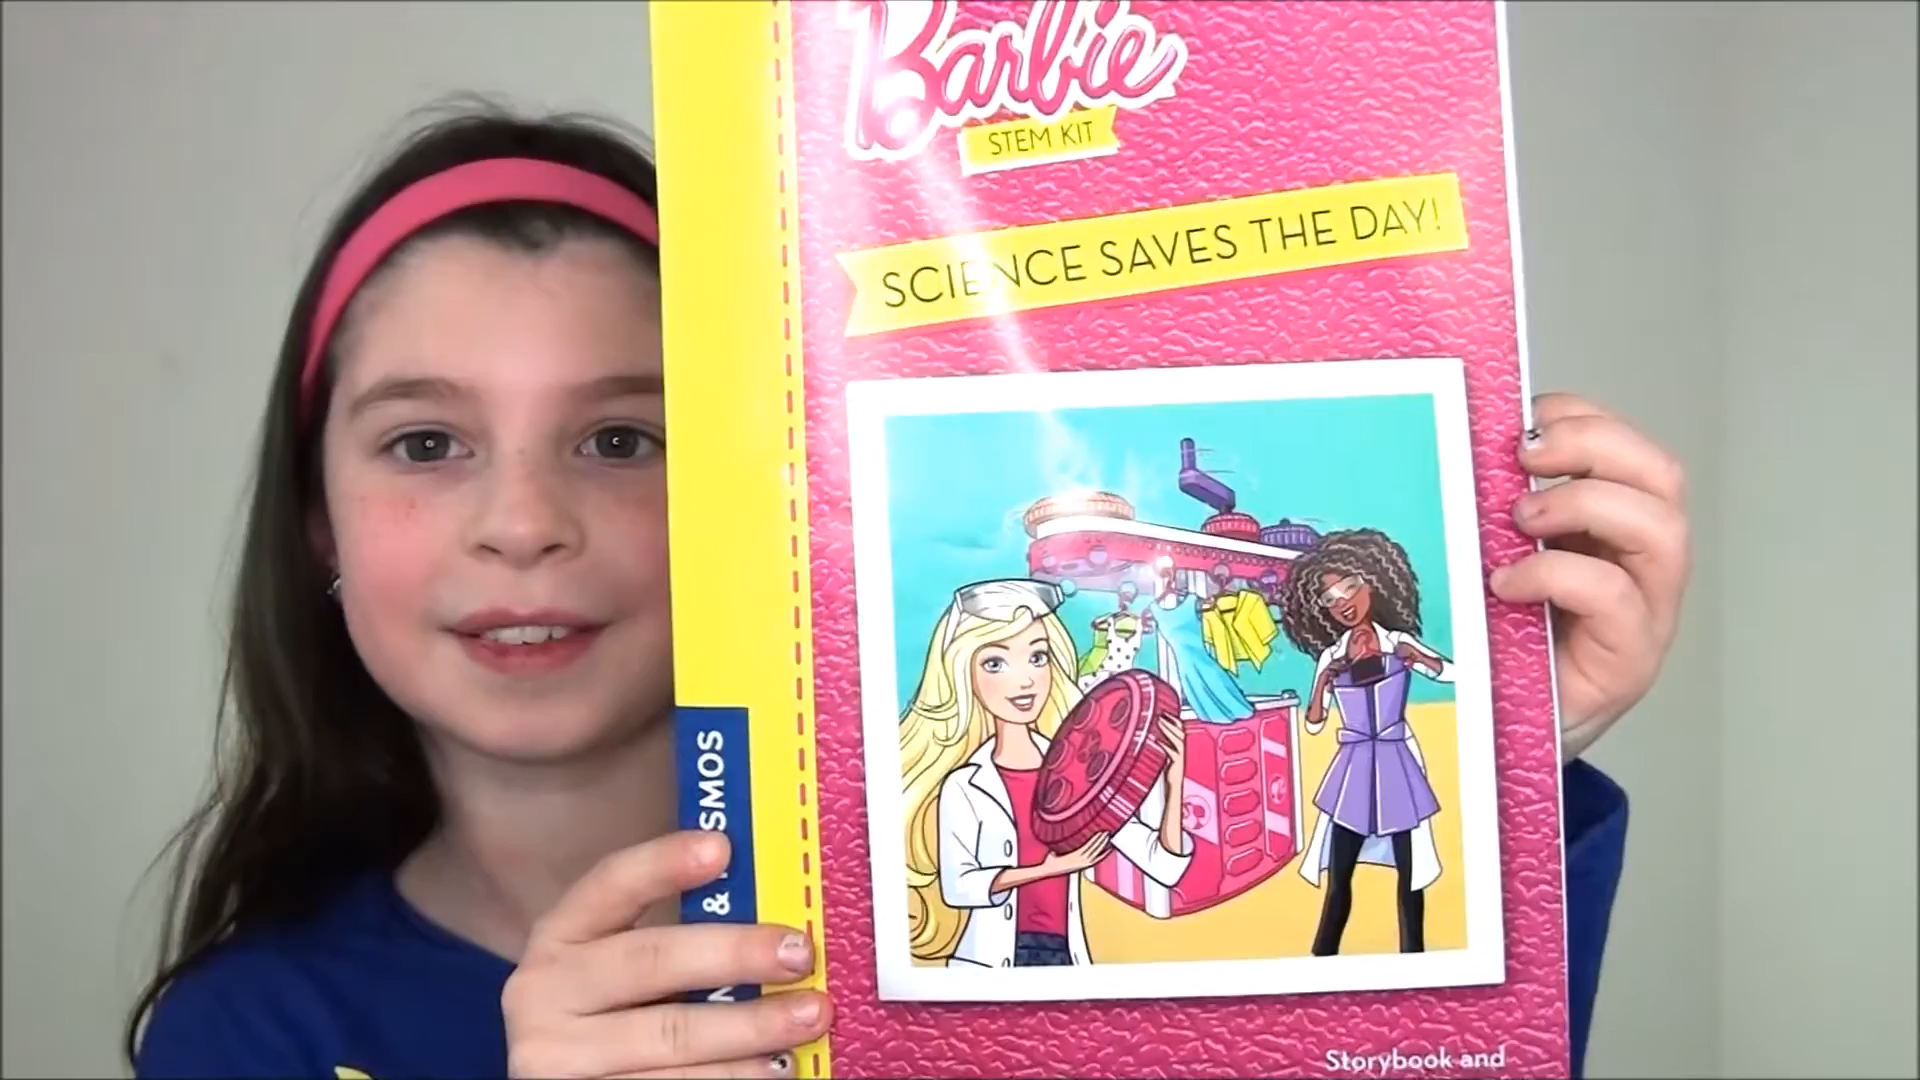 Barbie
STEM KIT
SCIENCE SAVES THE DAY!
&
Storybook and